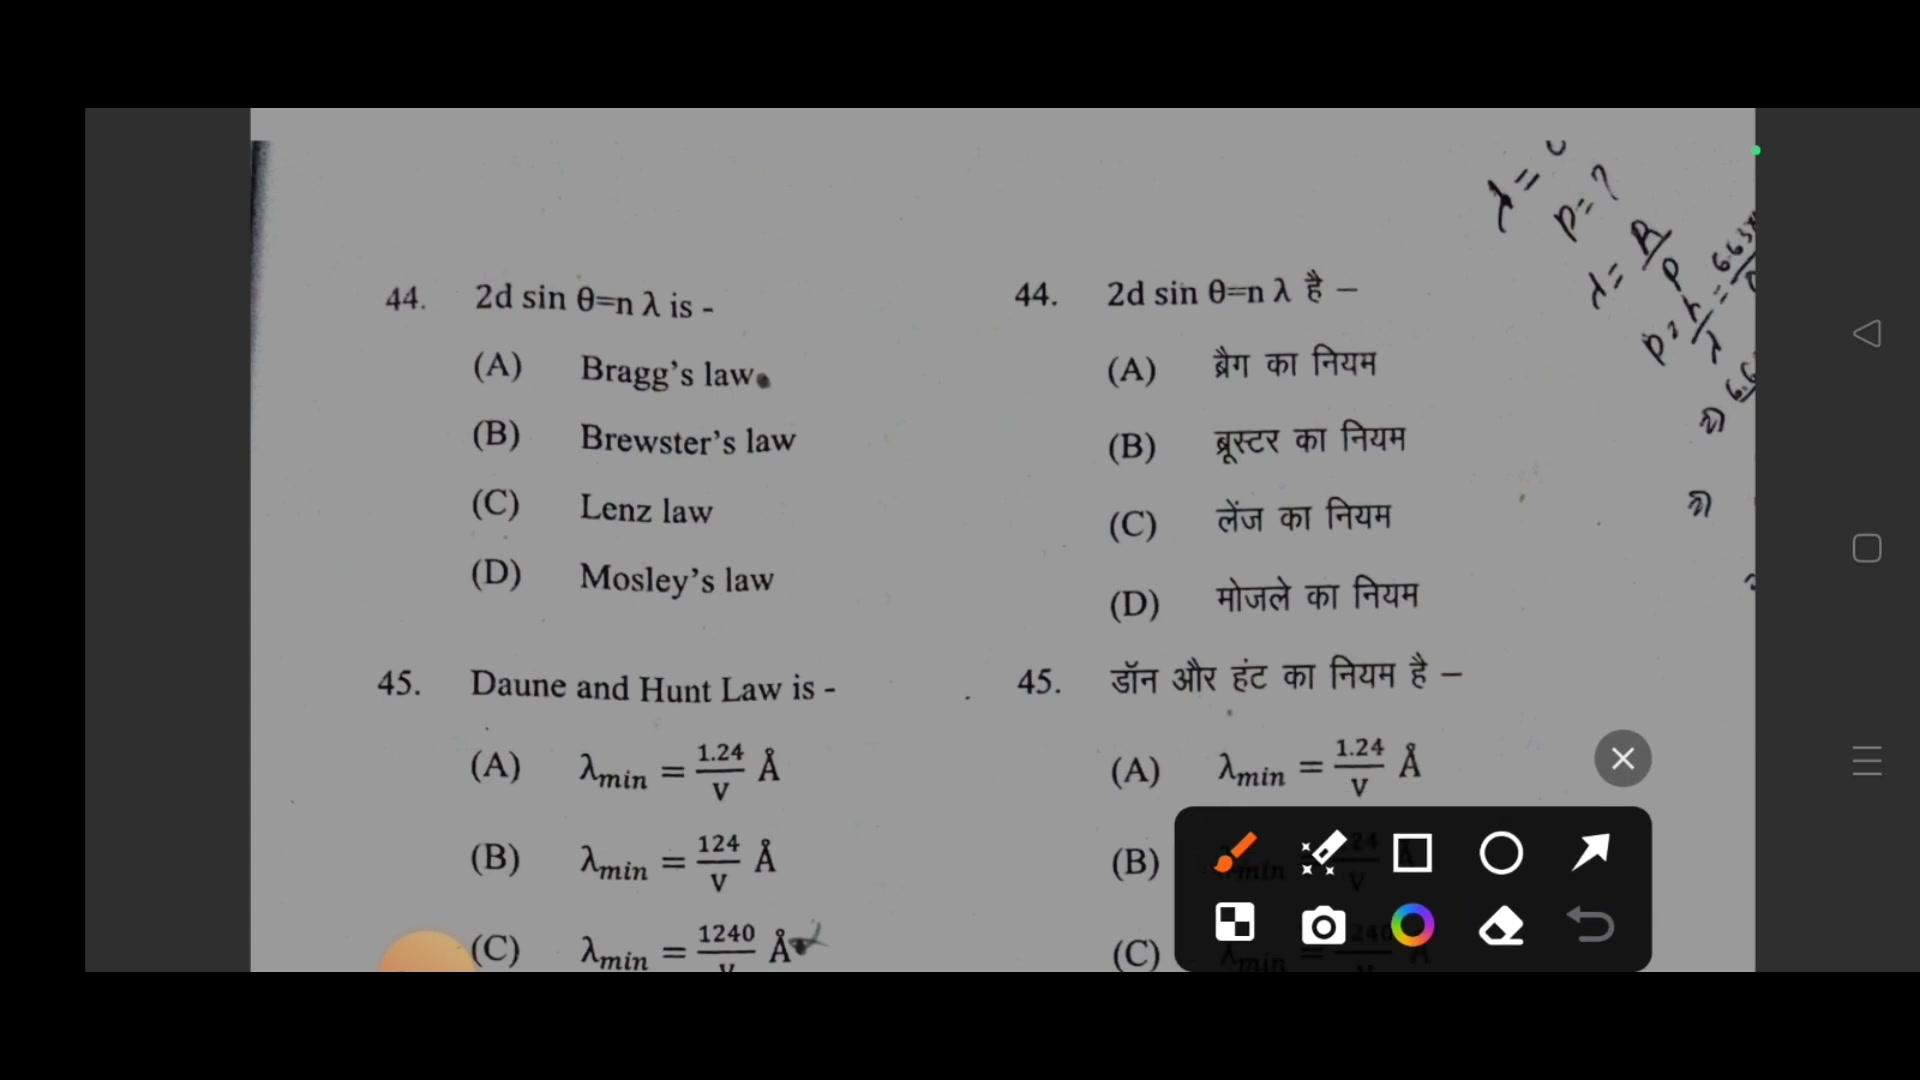 44. 2d sin θ=n λ is -
(A) Bragg's law
(B) Brewster's law
(C) Lenz law
(D) Mosley's law
45. Daune and Hunt Law is -
(A) λmin = 1.24/V Å
(B) λmin = 124/V Å
(C) λmin = 1240/V Å
44. 2d sin θ=n λ है –
(A) ब्रैग का नियम
(B) ब्रूस्टर का नियम
(C) लेंज का नियम
(D) मोजले का नियम
45. डॉन और हंट का नियम है –
(A) λmin = 1.24/V Å
(B)
(C)
λ =
p = ?